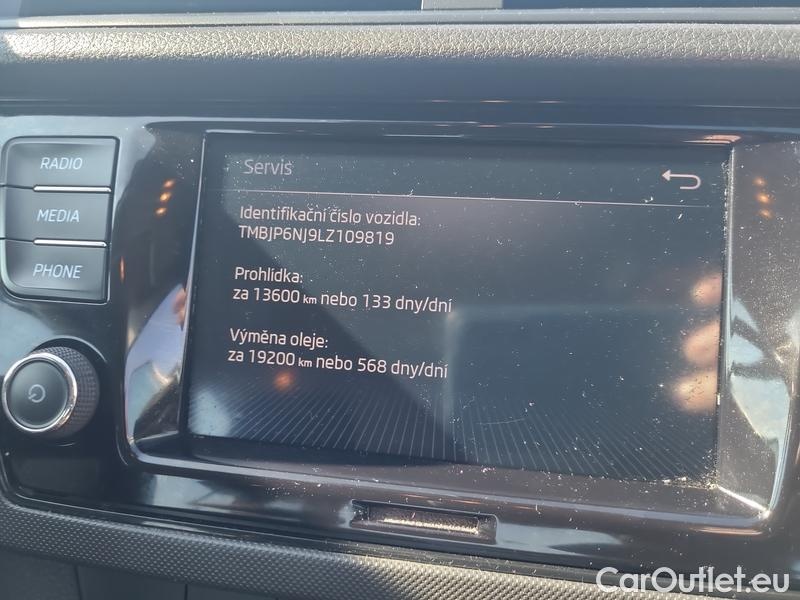 RADIO
MEDIA
PHONE
Servis
Identifikační číslo vozidla:
TMBJP6NJ9LZ109819
Prohlídka:
za 13600 km nebo 133 dny/dní
Výměna oleje:
za 19200 km nebo 568 dny/dní
CarOutlet.eu